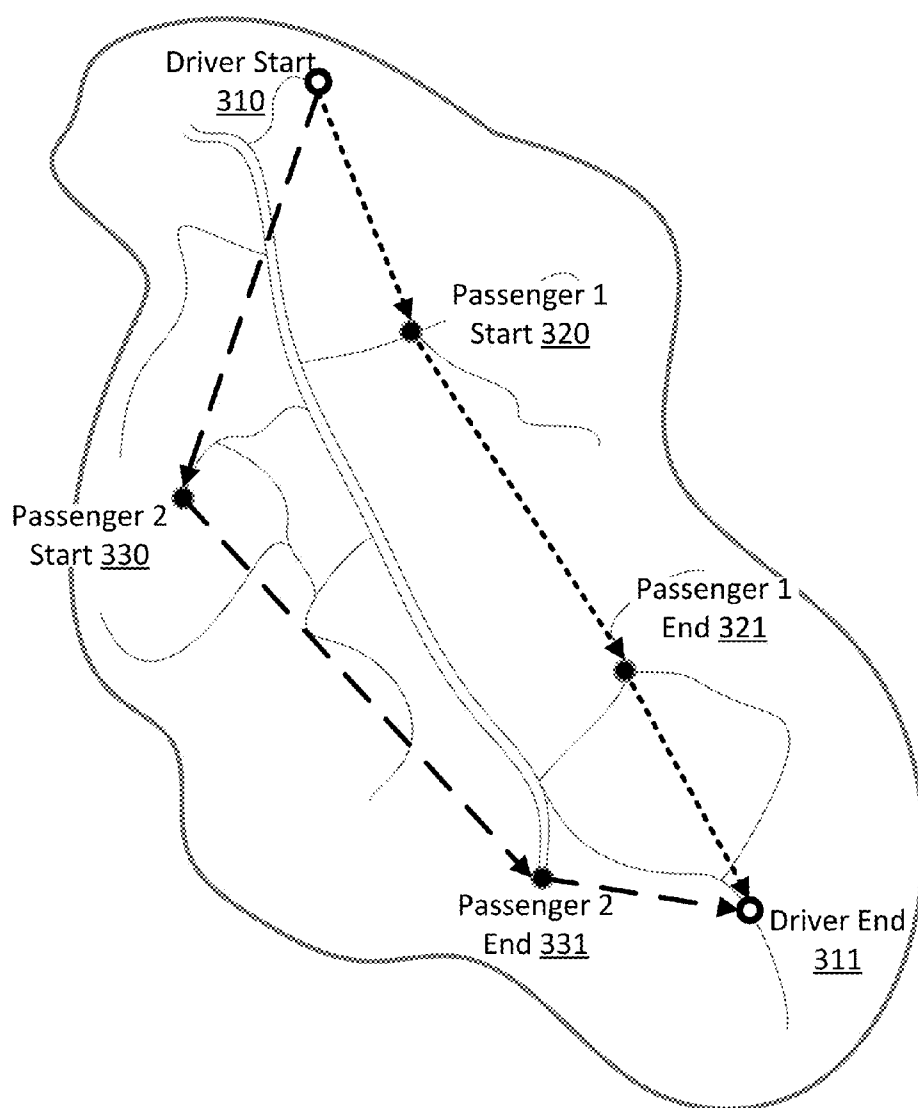 Driver Start
310
Passenger 1
Start 320
Passenger 2
Start 330
Passenger 1
End 321
Passenger 2
End 331
Driver End
311